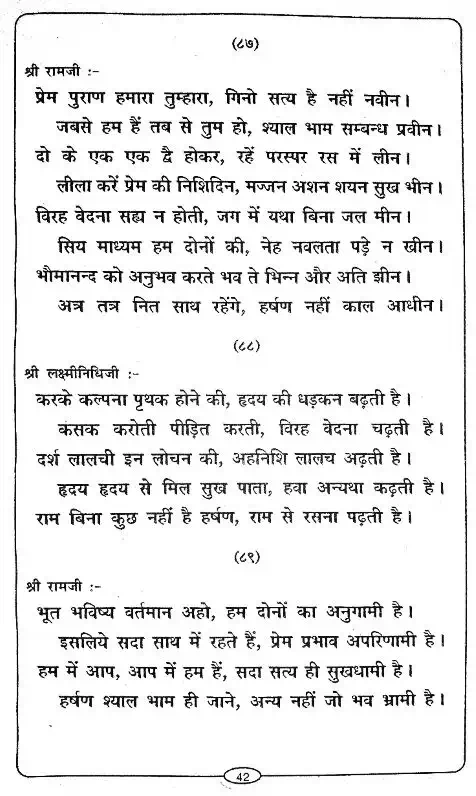 (८७)
श्री रामजी :-
प्रेम पुराण हमारा तुम्हारा, गिनो सत्य है नहीं नवीन।
जबसे हम हैं तब से तुम हो, श्याल भाम सम्बन्ध प्रवीन।
दो के एक एक द्वै होकर, रहें परस्पर रस में लीन।
लीला करें प्रेम की निशिदिन, मज्जन अशन शयन सुख भीन।
विरह वेदना सह्य न होती, जग में यथा बिना जल मीन।
सिय माध्यम हम दोनों की, नेह नवलता पड़े न खीन।
भौमानन्द को अनुभव करते भव ते भिन्न और अति झीन।
अत्र तत्र नित साथ रहेंगे, हर्षण नहीं काल आधीन।
(८८)
श्री लक्ष्मीनिधिजी :-
करके कल्पना पृथक होने की, हृदय की धड़कन बढ़ती है।
कसक करोती पीड़ित करती, विरह वेदना चढ़ती है।
दर्श लालची इन लोचन की, अहनिशि लालच अढ़ती है।
हृदय हृदय से मिल सुख पाता, हवा अन्यथा कढ़ती है।
राम बिना कुछ नहीं है हर्षण, राम से रसना पढ़ती है।
(८९)
श्री रामजी :-
भूत भविष्य वर्तमान अहो, हम दोनों का अनुगामी है।
इसलिये सदा साथ में रहते हैं, प्रेम प्रभाव अपरिणामी है।
हम में आप, आप में हम हैं, सदा सत्य ही सुखधामी है।
हर्षण श्याल भाम ही जाने, अन्य नहीं जो भव भ्रामी है।
42